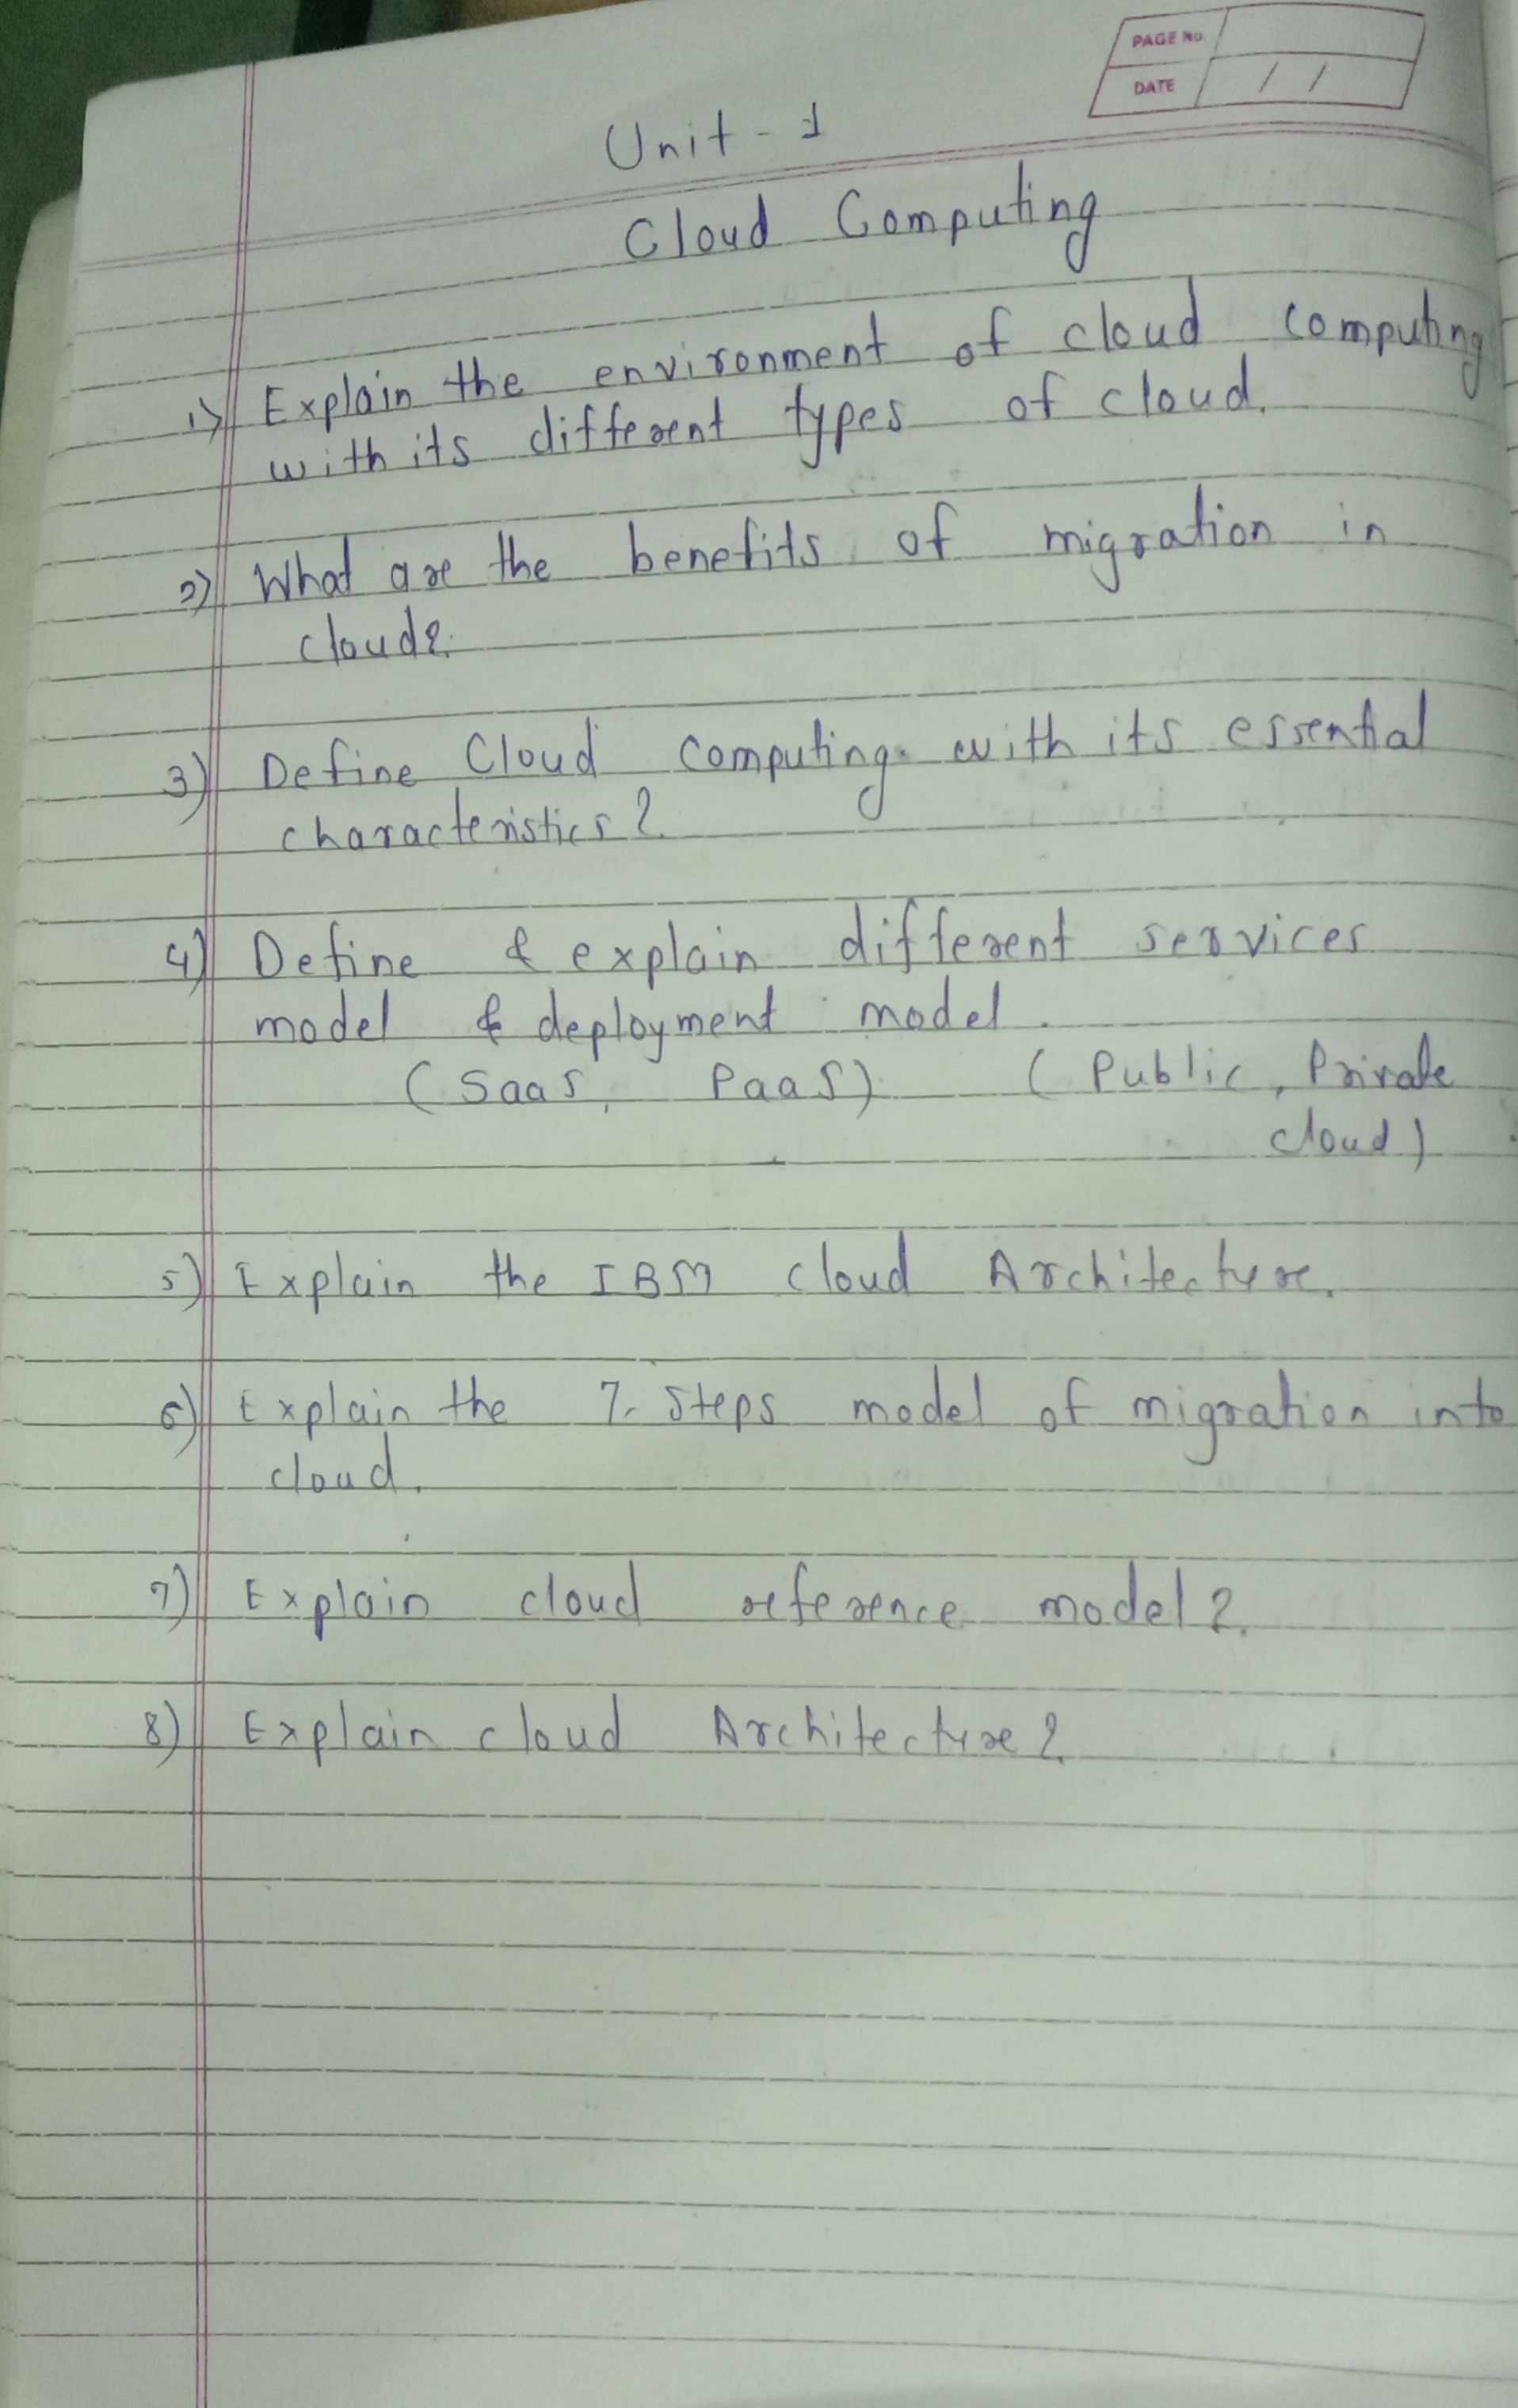 PAGE NO.
DATE / /
Unit - 1
Cloud Computing
1) Explain the environment of cloud computing
with its different types of cloud.
2) What are the benefits of migration in
cloud?
3) Define Cloud computing with its essential
characteristics?
4) Define & explain different services
model & deployment model.
(SaaS, PaaS) (Public, Private
cloud)
5) Explain the IBM cloud Architecture.
6) Explain the 7-Steps model of migration into
cloud.
7) Explain cloud reference model?
8) Explain cloud Architecture?